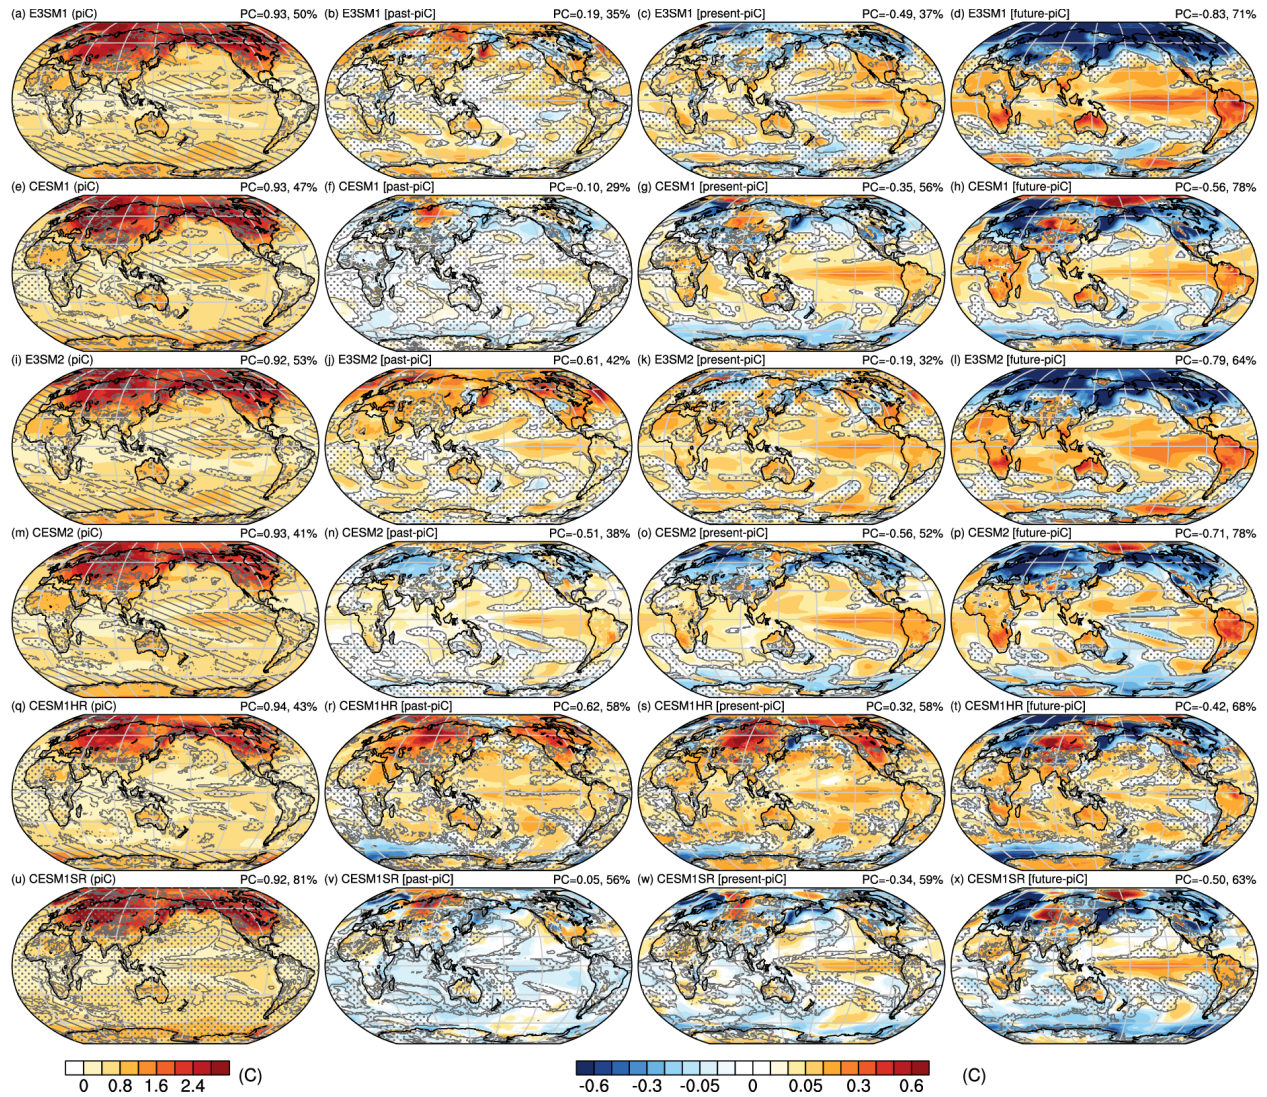 (a) E3SM1 (piC) PC=0.93, 50% (b) E3SM1 [past-piC] PC=0.19, 35% (c) E3SM1 [present-piC] PC=-0.49, 37% (d) E3SM1 [future-piC] PC=-0.83, 71%
(e) CESM1 (piC) PC=0.93, 47% (f) CESM1 [past-piC] PC=-0.10, 29% (g) CESM1 [present-piC] PC=-0.35, 56% (h) CESM1 [future-piC] PC=-0.56, 78%
(i) E3SM2 (piC) PC=0.92, 53% (j) E3SM2 [past-piC] PC=0.61, 42% (k) E3SM2 [present-piC] PC=-0.19, 32% (l) E3SM2 [future-piC] PC=-0.79, 64%
(m) CESM2 (piC) PC=0.93, 41% (n) CESM2 [past-piC] PC=-0.51, 38% (o) CESM2 [present-piC] PC=-0.56, 52% (p) CESM2 [future-piC] PC=-0.71, 78%
(q) CESM1HR (piC) PC=0.94, 43% (r) CESM1HR [past-piC] PC=0.62, 58% (s) CESM1HR [present-piC] PC=0.32, 58% (t) CESM1HR [future-piC] PC=-0.42, 68%
(u) CESM1SR (piC) PC=0.92, 81% (v) CESM1SR [past-piC] PC=0.05, 56% (w) CESM1SR [present-piC] PC=-0.34, 59% (x) CESM1SR [future-piC] PC=-0.50, 63%
0 0.8 1.6 2.4 (C) -0.6 -0.3 -0.05 0 0.05 0.3 0.6 (C)